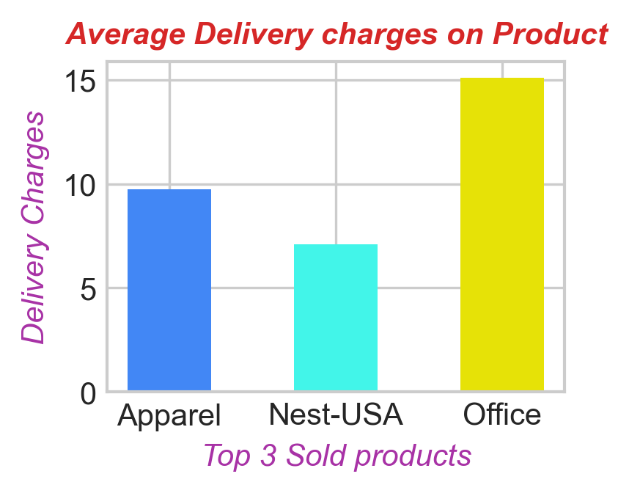 Average Delivery charges on Product
Delivery Charges
15
10
5
0
Apparel Nest-USA Office
Top 3 Sold products